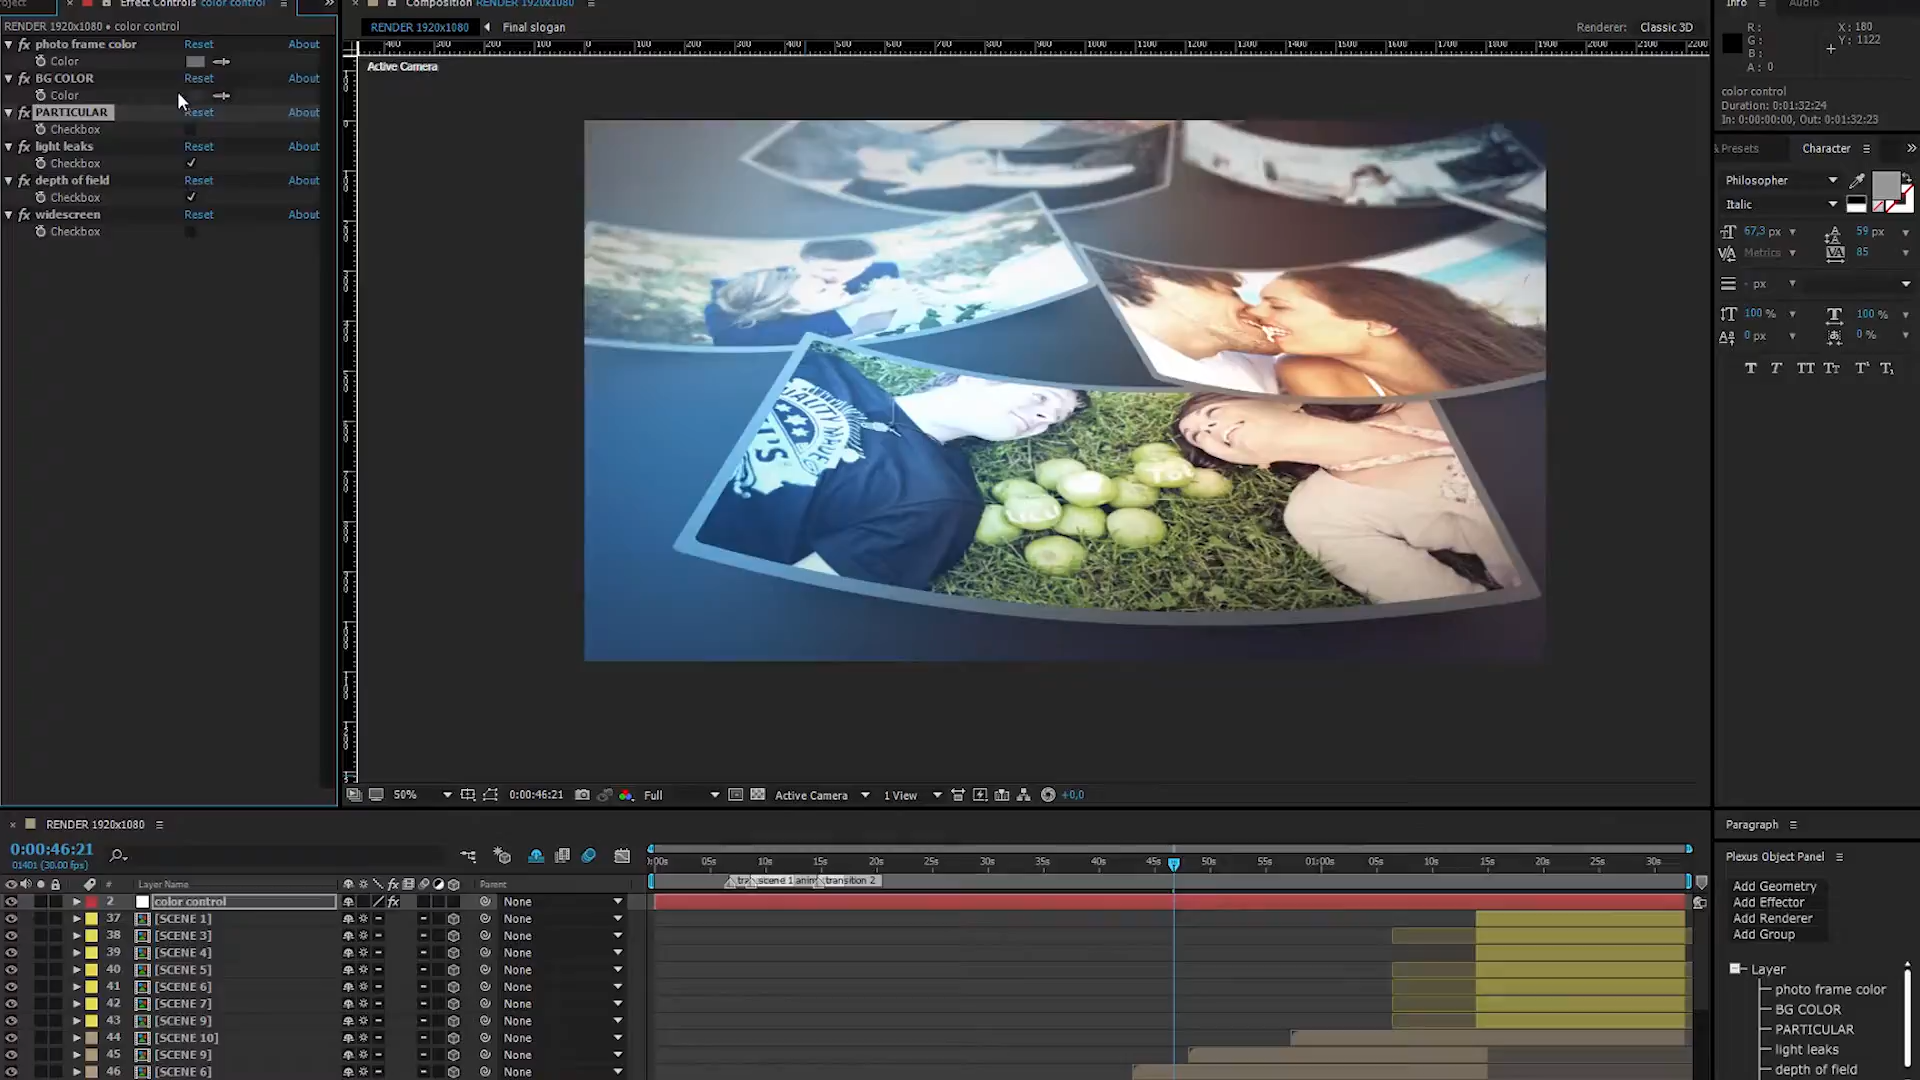 oject
Effect Controls color control
RENDER 1920x1080 • color control
fx photo frame color Reset About
Color
fx BG COLOR Reset About
Color
fx PARTICULAR Reset About
Checkbox
fx light leaks Reset About
Checkbox
fx depth of field Reset About
Checkbox
fx widescreen Reset About
Checkbox
Composition RENDER 1920x1080
RENDER 1920x1080 Final slogan
Renderer: Classic 3D
Active Camera
QUALITY MADE
50% 0:00:46:21 Full Active Camera 1 View +0,0
Info Audio
R: X: 180
G: Y: 1122
B:
A: 0
color control
Duration: 0:01:32:24
In: 0:00:00:00, Out: 0:01:32:23
& Presets Character
Philosopher
Italic
67,3 px 59 px
Metrics 85
- px
100 % 100 %
0 px 0 %
T T TT TT T¹ T₁
Paragraph
Plexus Object Panel
Add Geometry
Add Effector
Add Renderer
Add Group
Layer
photo frame color
BG COLOR
PARTICULAR
light leaks
depth of field
RENDER 1920x1080
0:00:46:21
01401 (30.00 fps)
:00s 05s 10s 15s 20s 25s 30s 35s 40s 45s 50s 55s 01:00s 05s 10s 15s 20s 25s 30s
scene 1 anim transition 2
# Layer Name fx Parent
2 color control fx None
37 [SCENE 1] None
38 [SCENE 3] None
39 [SCENE 4] None
40 [SCENE 5] None
41 [SCENE 6] None
42 [SCENE 7] None
43 [SCENE 9] None
44 [SCENE 10] None
45 [SCENE 9] None
46 [SCENE 6] None